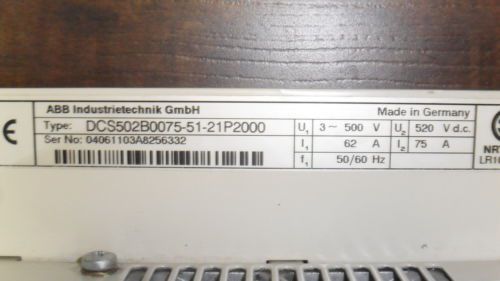 ABB Industrietechnik GmbH Made in Germany
Type: DCS502B0075-51-21P2000 U1 3 ~ 500 V U2 520 V d.c.
Ser No: 04061103A8256332 I1 62 A I2 75 A
f1 50/60 Hz
CE